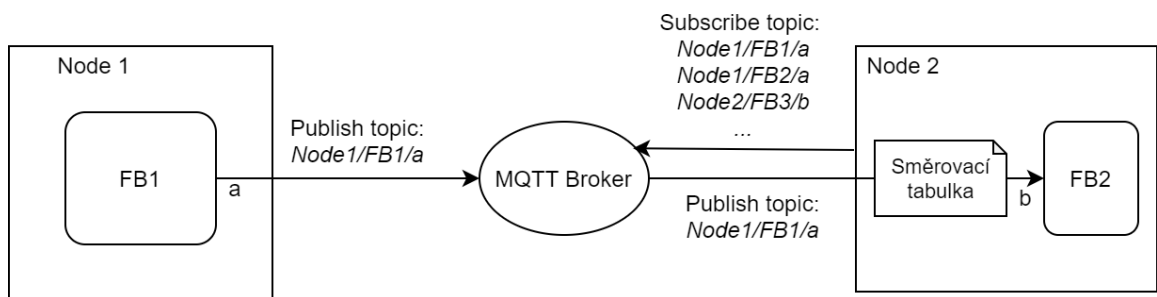 Node 1
FB1
a
Publish topic:
Node1/FB1/a
MQTT Broker
Subscribe topic:
Node1/FB1/a
Node1/FB2/a
Node2/FB3/b
...
Publish topic:
Node1/FB1/a
Node 2
Směrovací
tabulka
b
FB2